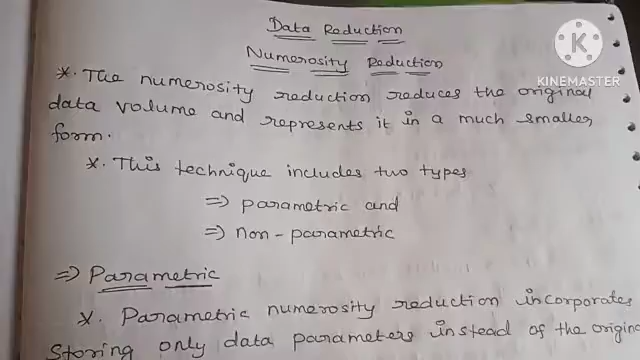 Data Reduction
Numerosity Reduction
*. The numerosity reduction reduces the original
data volume and represents it in a much smaller
form.
*. This technique includes two types
=> parametric and
=> non-parametric
=> Parametric
*. Parametric numerosity reduction incorporates
storing only data parameters instead of the original
K
KINEMASTER